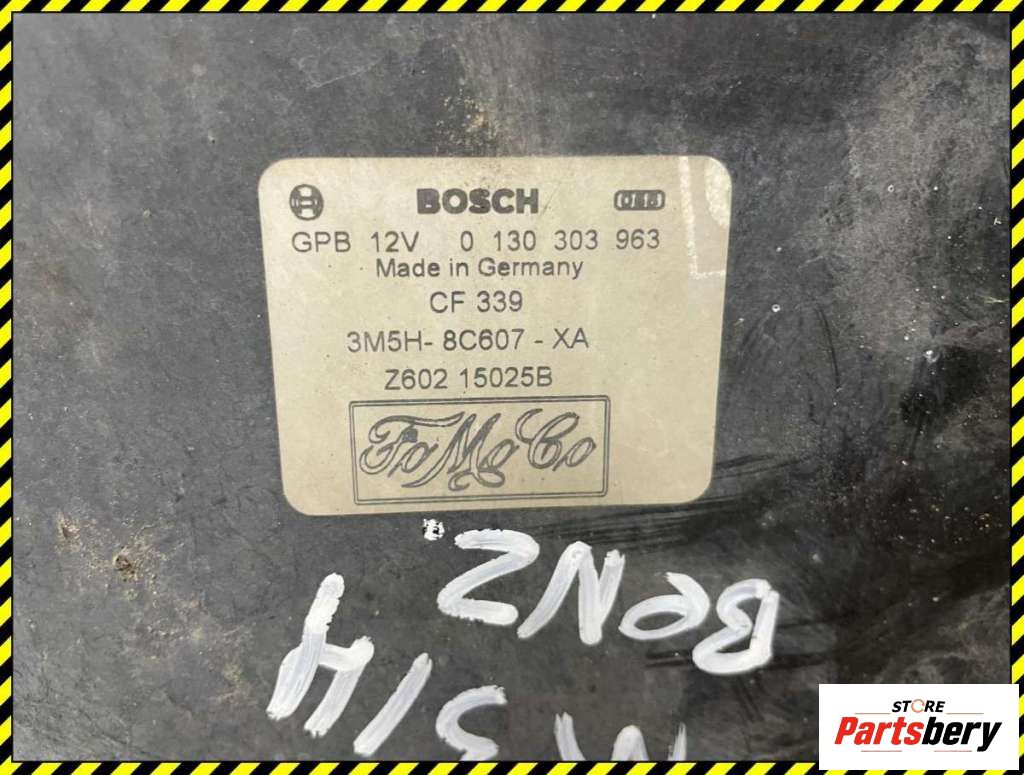 BOSCH
GPB 12V 0 130 303 963
Made in Germany
CF 339
3M5H- 8C607 - XA
Z602 15025B
FoMoCo
BeNZ
STORE
Partsbery